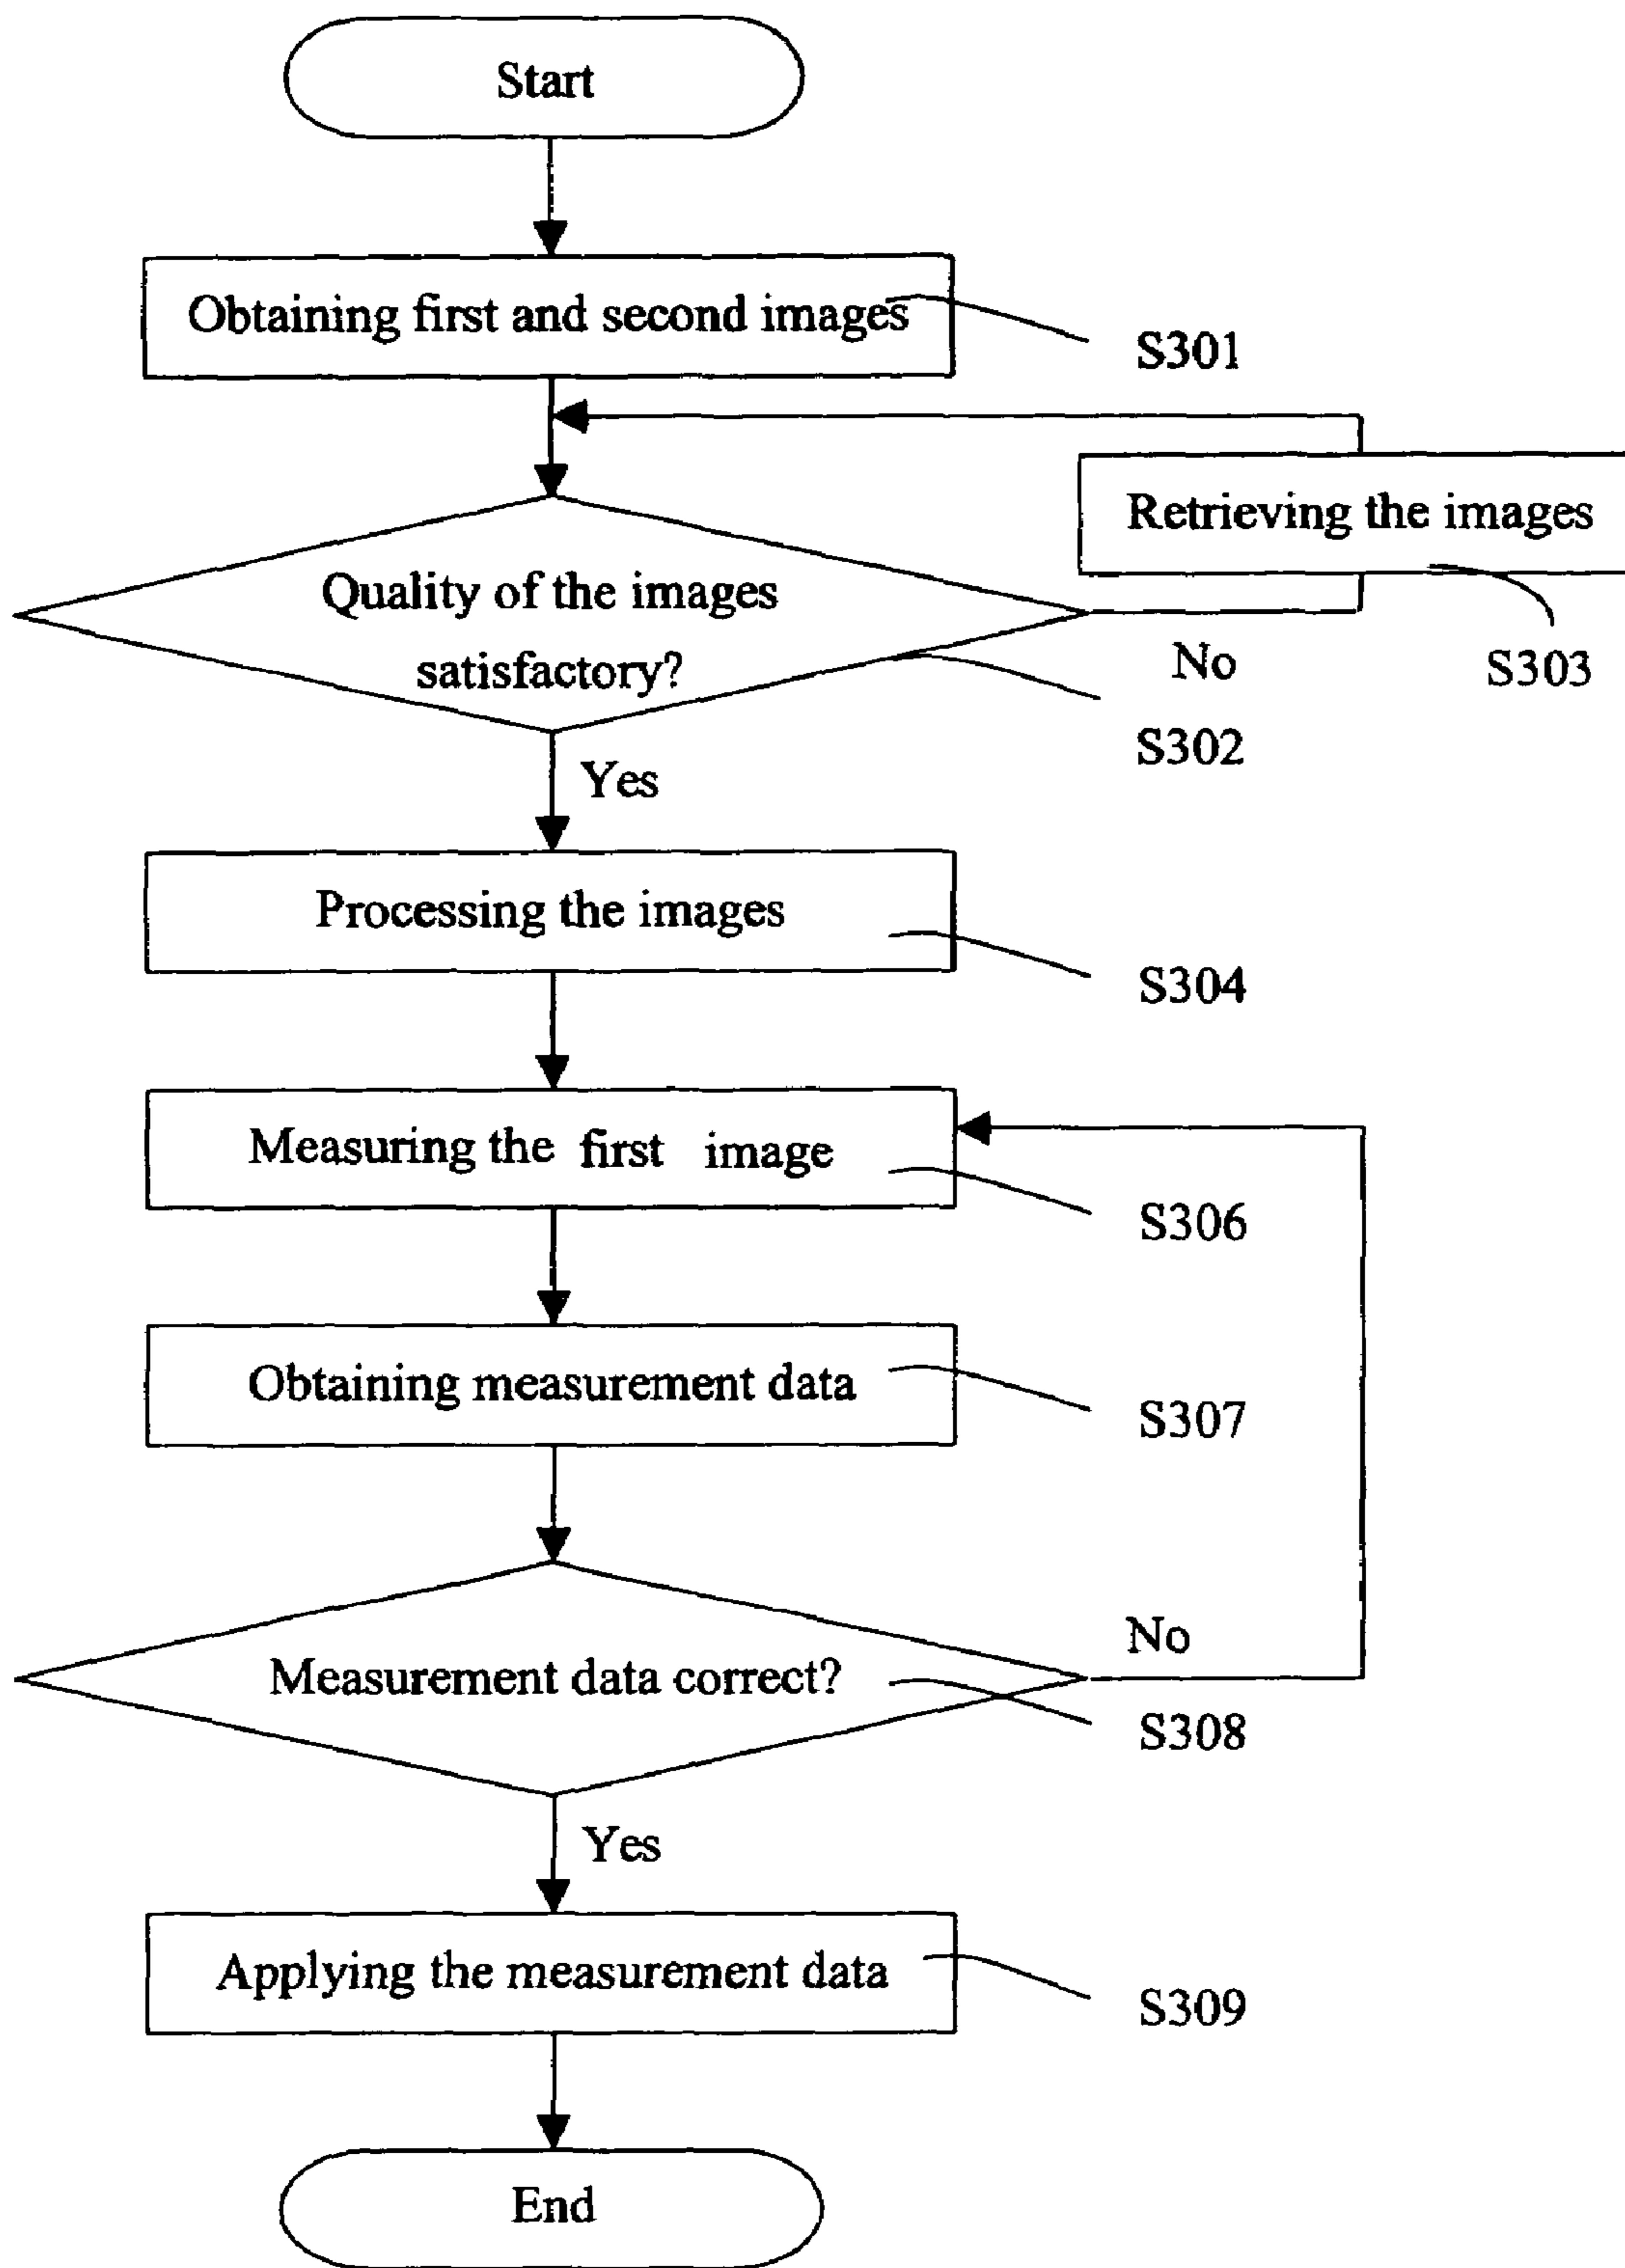 Start
Obtaining first and second images
S301
Retrieving the images
S303
Quality of the images
satisfactory?
No
S302
Yes
Processing the images
S304
Measuring the first image
S306
Obtaining measurement data
S307
Measurement data correct?
No
S308
Yes
Applying the measurement data
S309
End